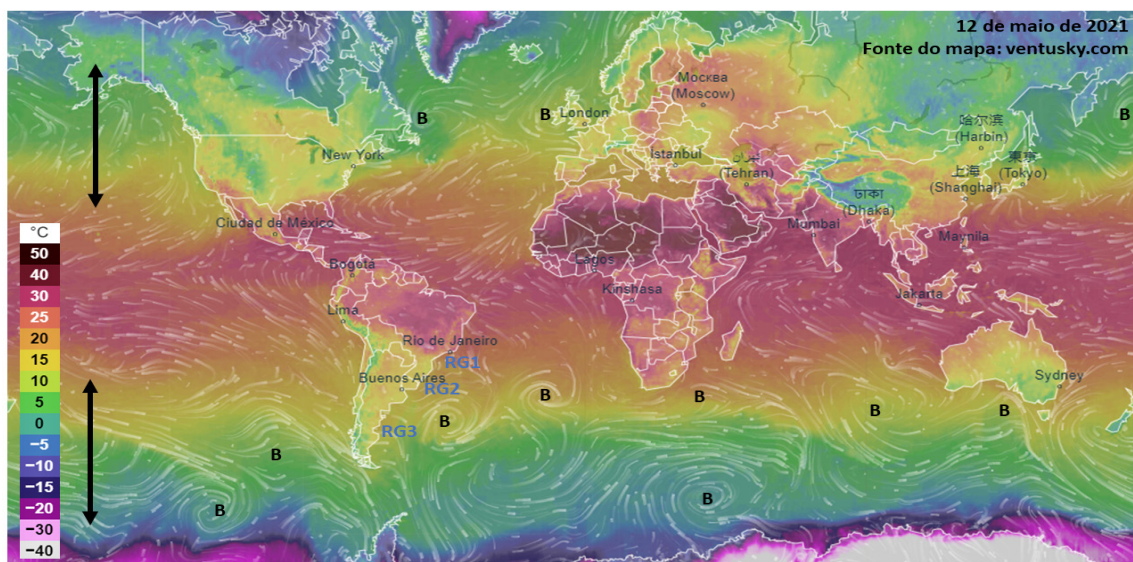 12 de maio de 2021
Fonte do mapa: ventusky.com
Москва
(Moscow)
B
B
B
London
哈尔滨
(Harbin)
New York
İstanbul
تهران
(Tehran)
上海
(Shanghai)
東京
(Tokyo)
ঢাকা
(Dhaka)
Ciudad de México
Mumbai
Maynila
°C
50
40
30
25
20
15
10
5
0
−5
−10
−15
−20
−30
−40
Bogotá
Lagos
Kinshasa
Jakarta
Lima
Rio de Janeiro
RG1
Buenos Aires
RG2
Sydney
B
B
B
B
B
RG3
B
B
B